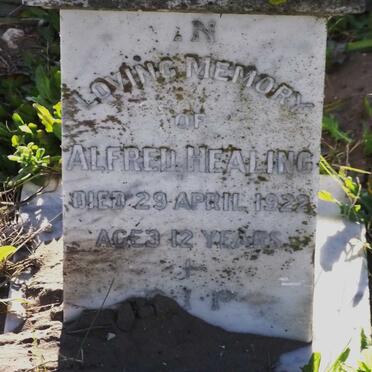 IN
LOVING MEMORY
OF
ALFRED HEALING
DIED 29 APRIL 1922
AGED 12 YEARS